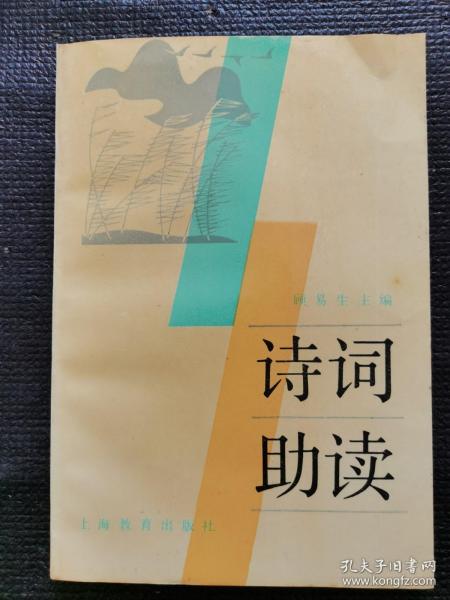 顾易生主编
诗词
助读
上海教育出版社
孔夫子旧书网
www.kongfz.com